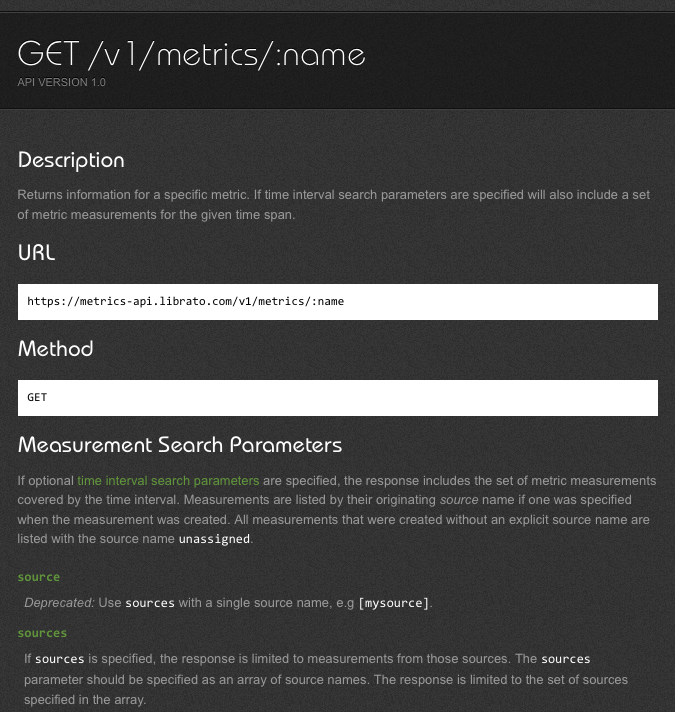 GET /v1/metrics/:name
API VERSION 1.0
Description
Returns information for a specific metric. If time interval search parameters are specified will also include a set
of metric measurements for the given time span.
URL
https://metrics-api.librato.com/v1/metrics/:name
Method
GET
Measurement Search Parameters
If optional time interval search parameters are specified, the response includes the set of metric measurements
covered by the time interval. Measurements are listed by their originating source name if one was specified
when the measurement was created. All measurements that were created without an explicit source name are
listed with the source name unassigned.
source
Deprecated: Use sources with a single source name, e.g [mysource].
sources
If sources is specified, the response is limited to measurements from those sources. The sources
parameter should be specified as an array of source names. The response is limited to the set of sources
specified in the array.